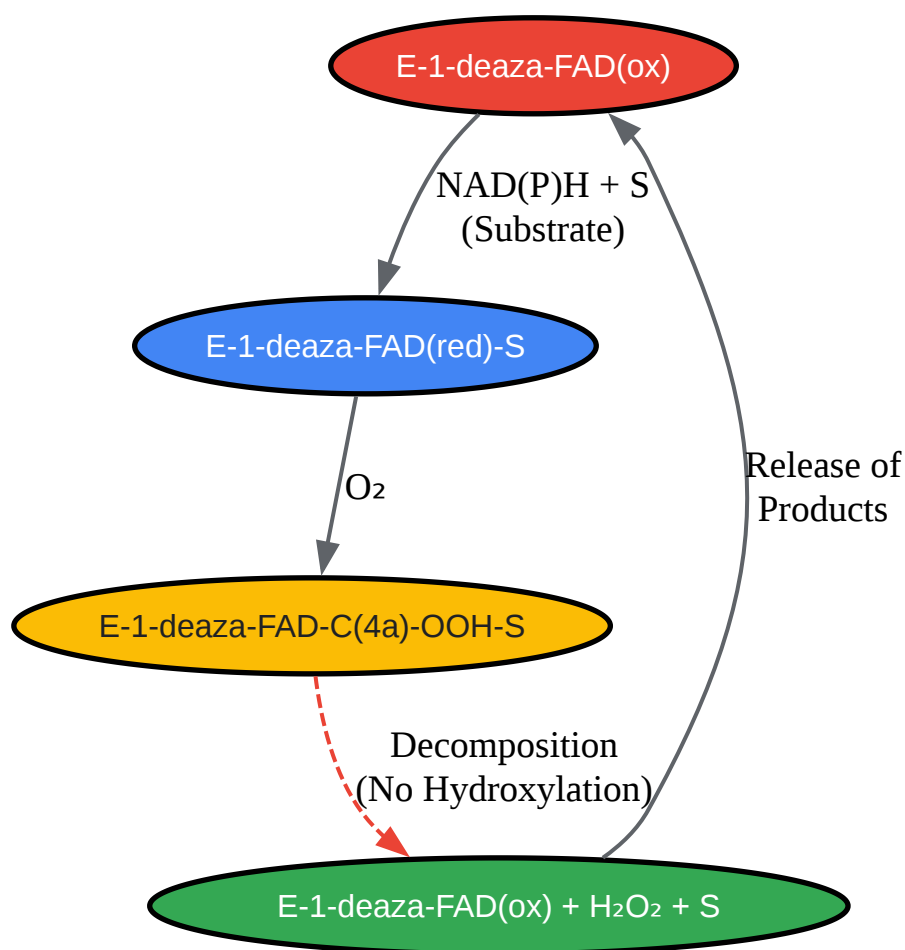 E-1-deaza-FAD(ox)
NAD(P)H + S
(Substrate)
E-1-deaza-FAD(red)-S
Release of
Products
O₂
E-1-deaza-FAD-C(4a)-OOH-S
Decomposition
(No Hydroxylation)
E-1-deaza-FAD(ox) + H₂O₂ + S